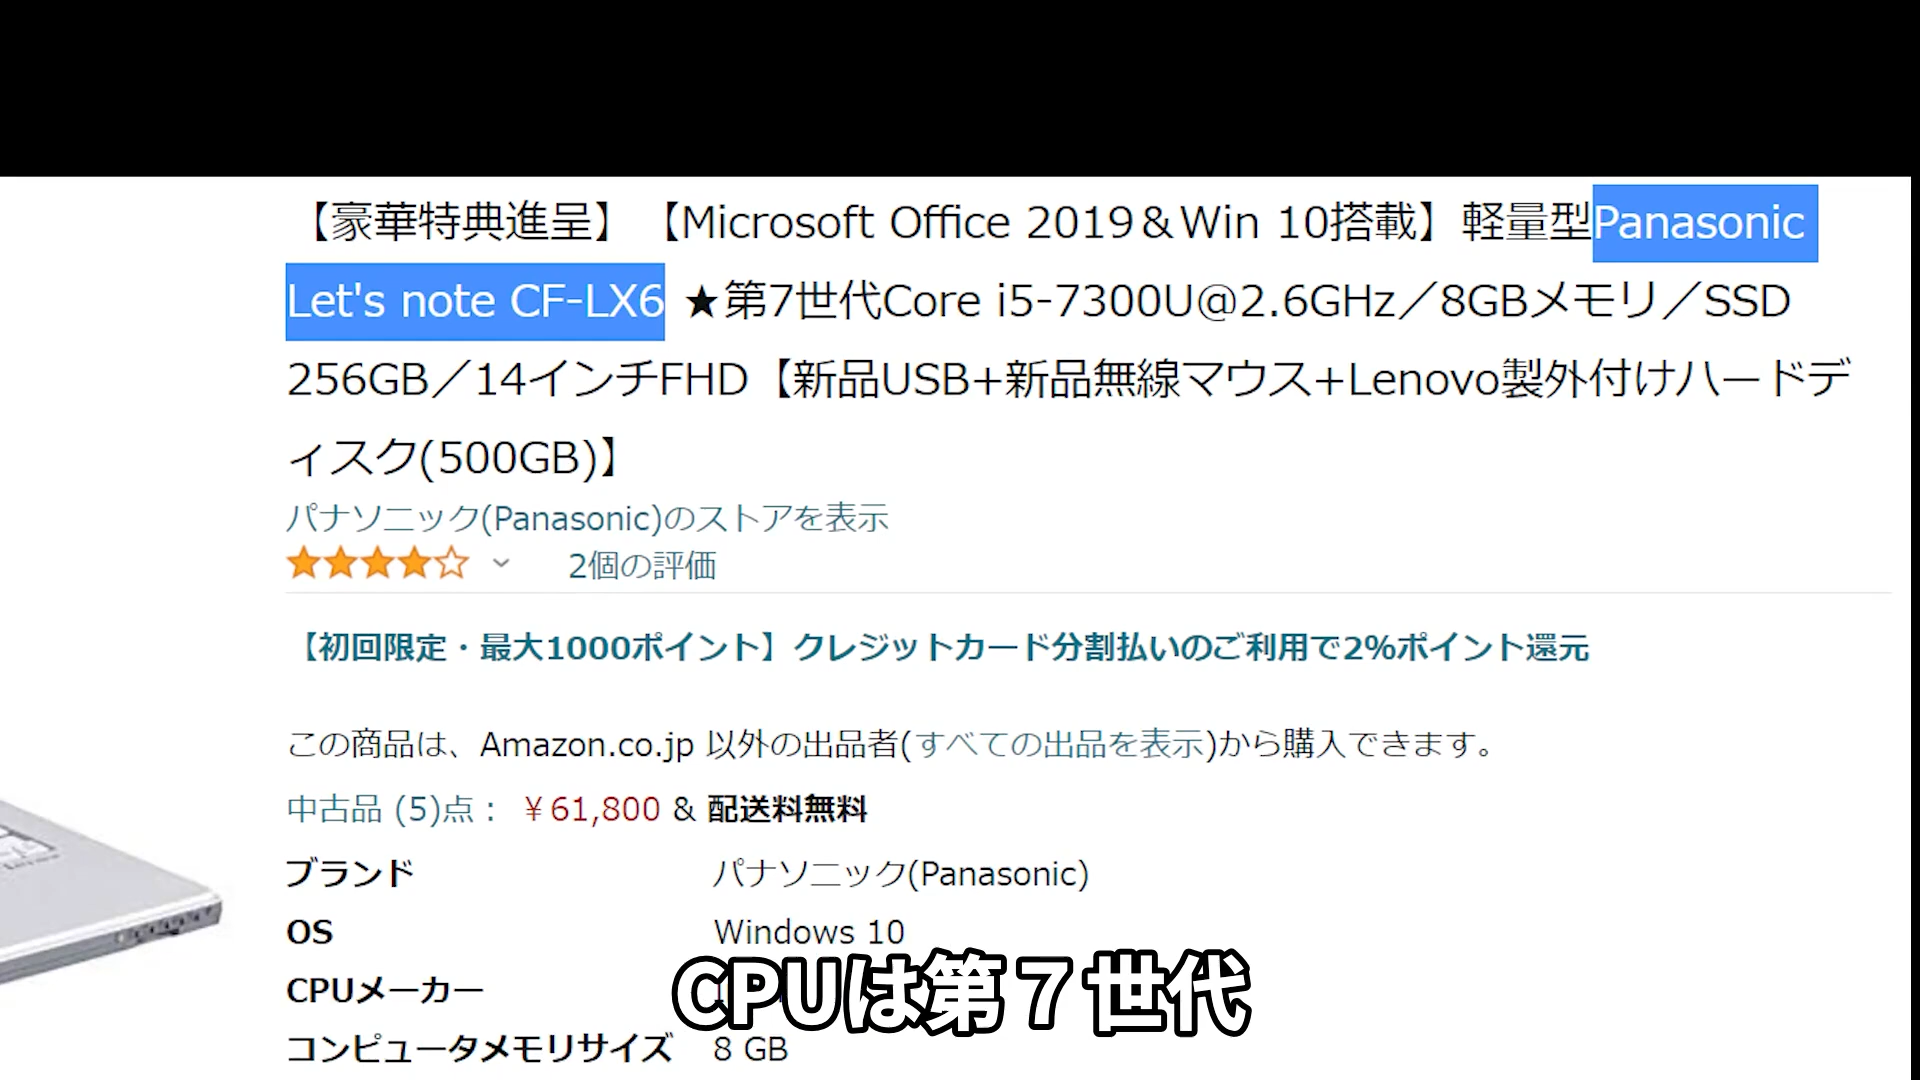 【豪華特典進呈】【Microsoft Office 2019&Win 10搭載】軽量型Panasonic
Let's note CF-LX6 ★第7世代Core i5-7300U@2.6GHz／8GBメモリ／SSD
256GB／14インチFHD【新品USB+新品無線マウス+Lenovo製外付けハードデ
ィスク(500GB)】
パナソニック(Panasonic)のストアを表示
2個の評価
【初回限定・最大1000ポイント】クレジットカード分割払いのご利用で2%ポイント還元
この商品は、Amazon.co.jp 以外の出品者(すべての出品を表示)から購入できます。
中古品 (5)点： ￥61,800 & 配送料無料
ブランド パナソニック(Panasonic)
OS Windows 10
CPUメーカー
CPUは第７世代
コンピュータメモリサイズ 8 GB